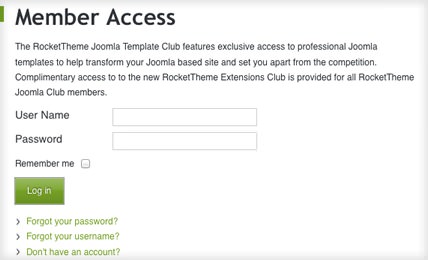 Member Access
The RocketTheme Joomla Template Club features exclusive access to professional Joomla
templates to help transform your Joomla based site and set you apart from the competition.
Complimentary access to to the new RocketTheme Extensions Club is provided for all RocketTheme
Joomla Club members.
User Name
Password
Remember me
Log in
Forgot your password?
Forgot your username?
Don't have an account?